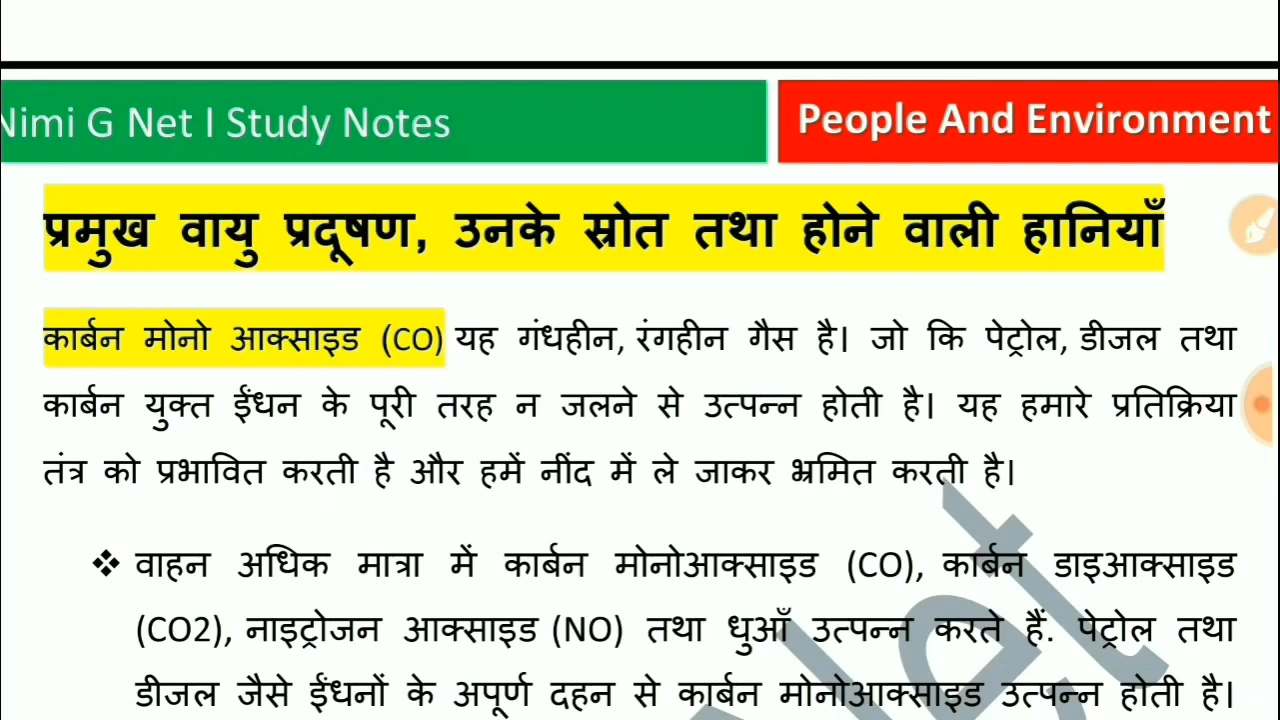 Nimi G Net I Study Notes
People And Environment
प्रमुख वायु प्रदूषण, उनके स्रोत तथा होने वाली हानियाँ
कार्बन मोनो आक्साइड (CO) यह गंधहीन, रंगहीन गैस है। जो कि पेट्रोल, डीजल तथा
कार्बन युक्त ईंधन के पूरी तरह न जलने से उत्पन्न होती है। यह हमारे प्रतिक्रिया
तंत्र को प्रभावित करती है और हमें नींद में ले जाकर भ्रमित करती है।
❖ वाहन अधिक मात्रा में कार्बन मोनोआक्साइड (CO), कार्बन डाइआक्साइड
(CO2), नाइट्रोजन आक्साइड (NO) तथा धुआँ उत्पन्न करते हैं. पेट्रोल तथा
डीजल जैसे ईंधनों के अपूर्ण दहन से कार्बन मोनोआक्साइड उत्पन्न होती है।
Net